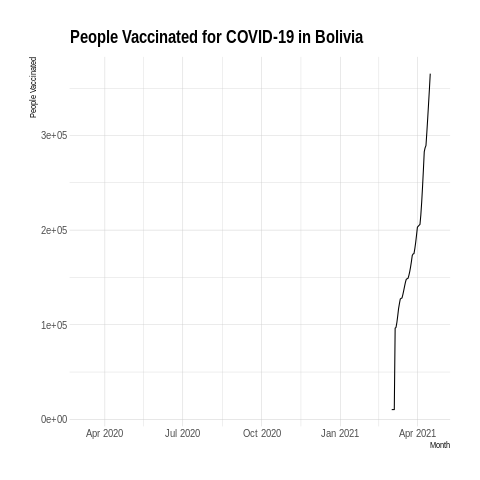 People Vaccinated for COVID-19 in Bolivia
People Vaccinated
3e+05
2e+05
1e+05
0e+00
Apr 2020 Jul 2020 Oct 2020 Jan 2021 Apr 2021
Month